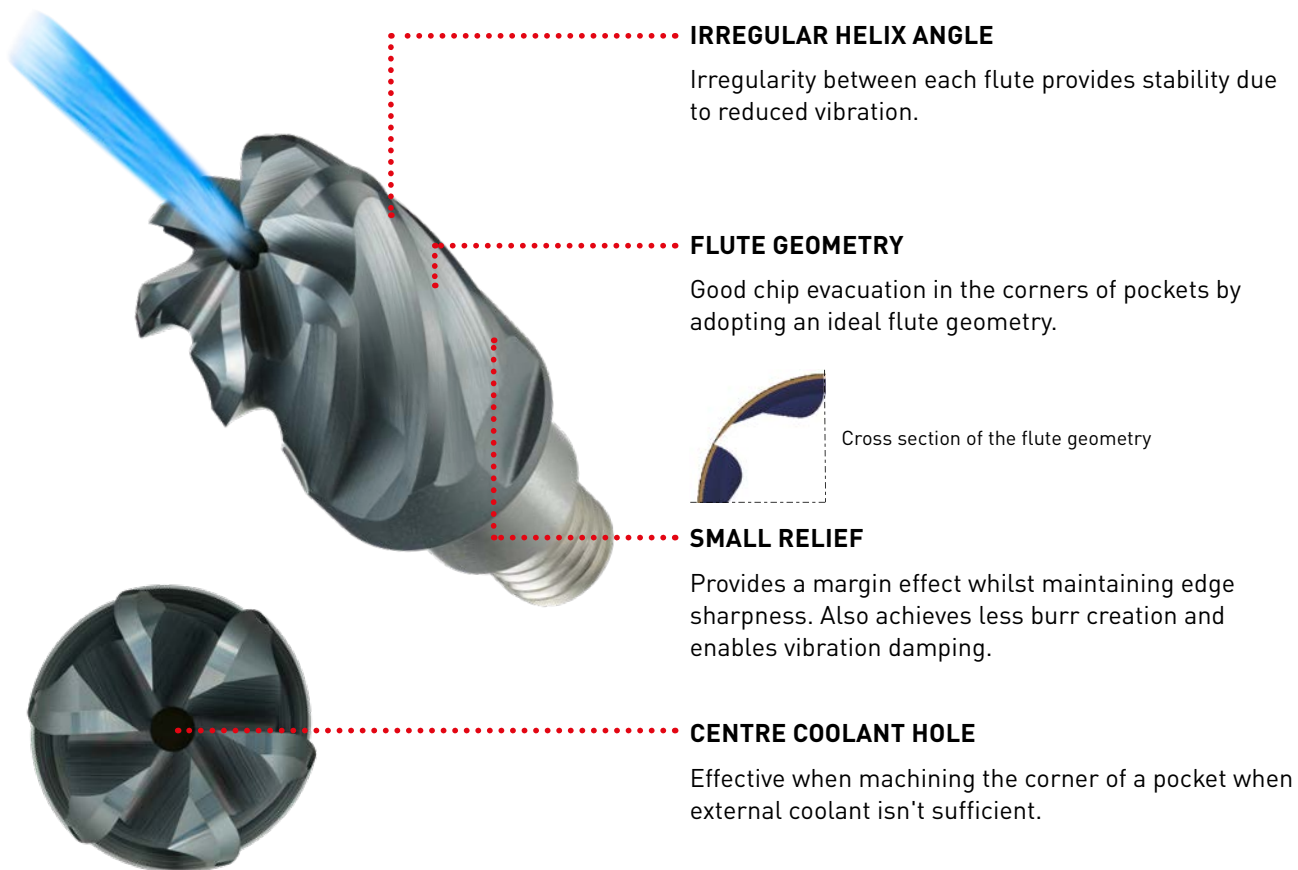 IRREGULAR HELIX ANGLE
Irregularity between each flute provides stability due
to reduced vibration.
FLUTE GEOMETRY
Good chip evacuation in the corners of pockets by
adopting an ideal flute geometry.
Cross section of the flute geometry
SMALL RELIEF
Provides a margin effect whilst maintaining edge
sharpness. Also achieves less burr creation and
enables vibration damping.
CENTRE COOLANT HOLE
Effective when machining the corner of a pocket when
external coolant isn't sufficient.